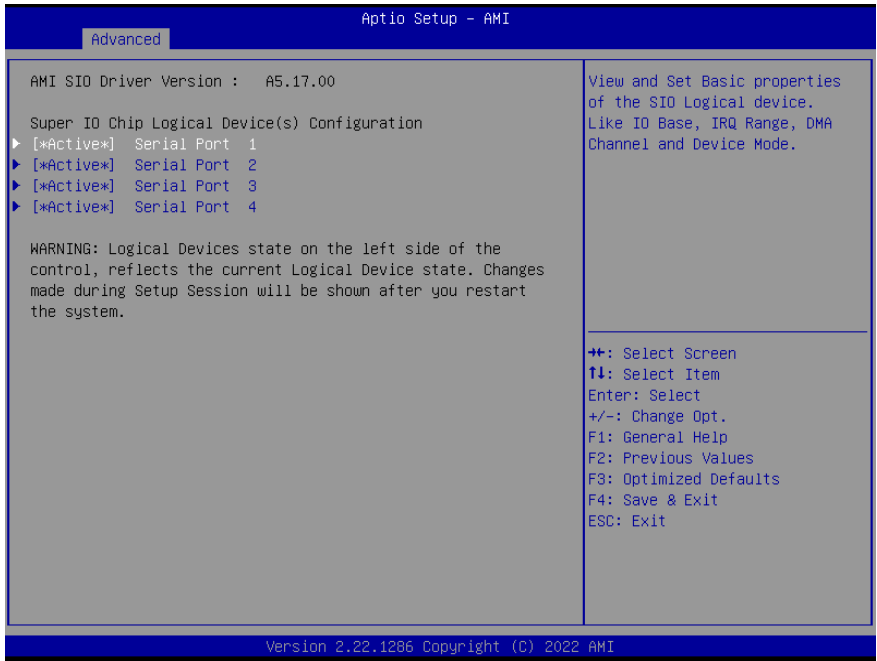 Aptio Setup – AMI
Advanced
AMI SIO Driver Version : A5.17.00
Super IO Chip Logical Device(s) Configuration
[*Active*] Serial Port 1
[*Active*] Serial Port 2
[*Active*] Serial Port 3
[*Active*] Serial Port 4
WARNING: Logical Devices state on the left side of the
control, reflects the current Logical Device state. Changes
made during Setup Session will be shown after you restart
the system.
View and Set Basic properties
of the SIO Logical device.
Like IO Base, IRQ Range, DMA
Channel and Device Mode.
→←: Select Screen
↑↓: Select Item
Enter: Select
+/-: Change Opt.
F1: General Help
F2: Previous Values
F3: Optimized Defaults
F4: Save & Exit
ESC: Exit
Version 2.22.1286 Copyright (C) 2022 AMI